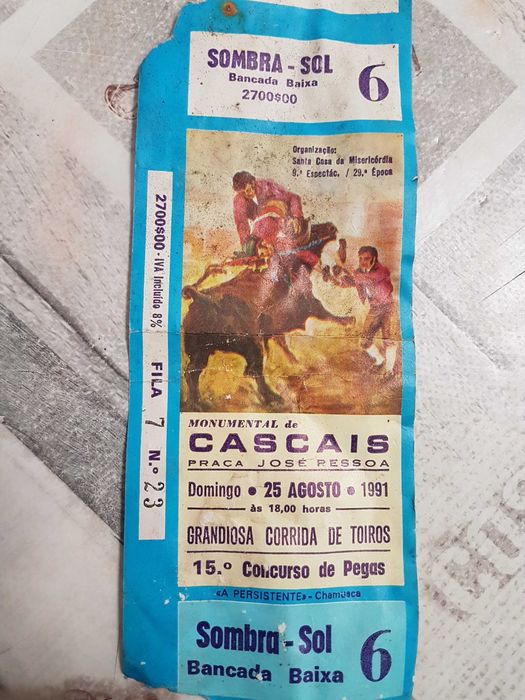 SOMBRA - SOL
Bancada Baixa
2700$00
6
Organização:
Santa Casa da Misericórdia
9.º Espectác. / 29.ª Época
2700$00 - IVA Incluído 8%
FILA 7 N.º 23
MONUMENTAL de
CASCAIS
PRAÇA JOSÉ PESSOA
Domingo • 25 AGOSTO • 1991
às 18,00 horas
GRANDIOSA CORRIDA DE TOIROS
15.º Concurso de Pegas
«A PERSISTENTE» - Chamusca
Sombra - Sol
Bancada Baixa
6